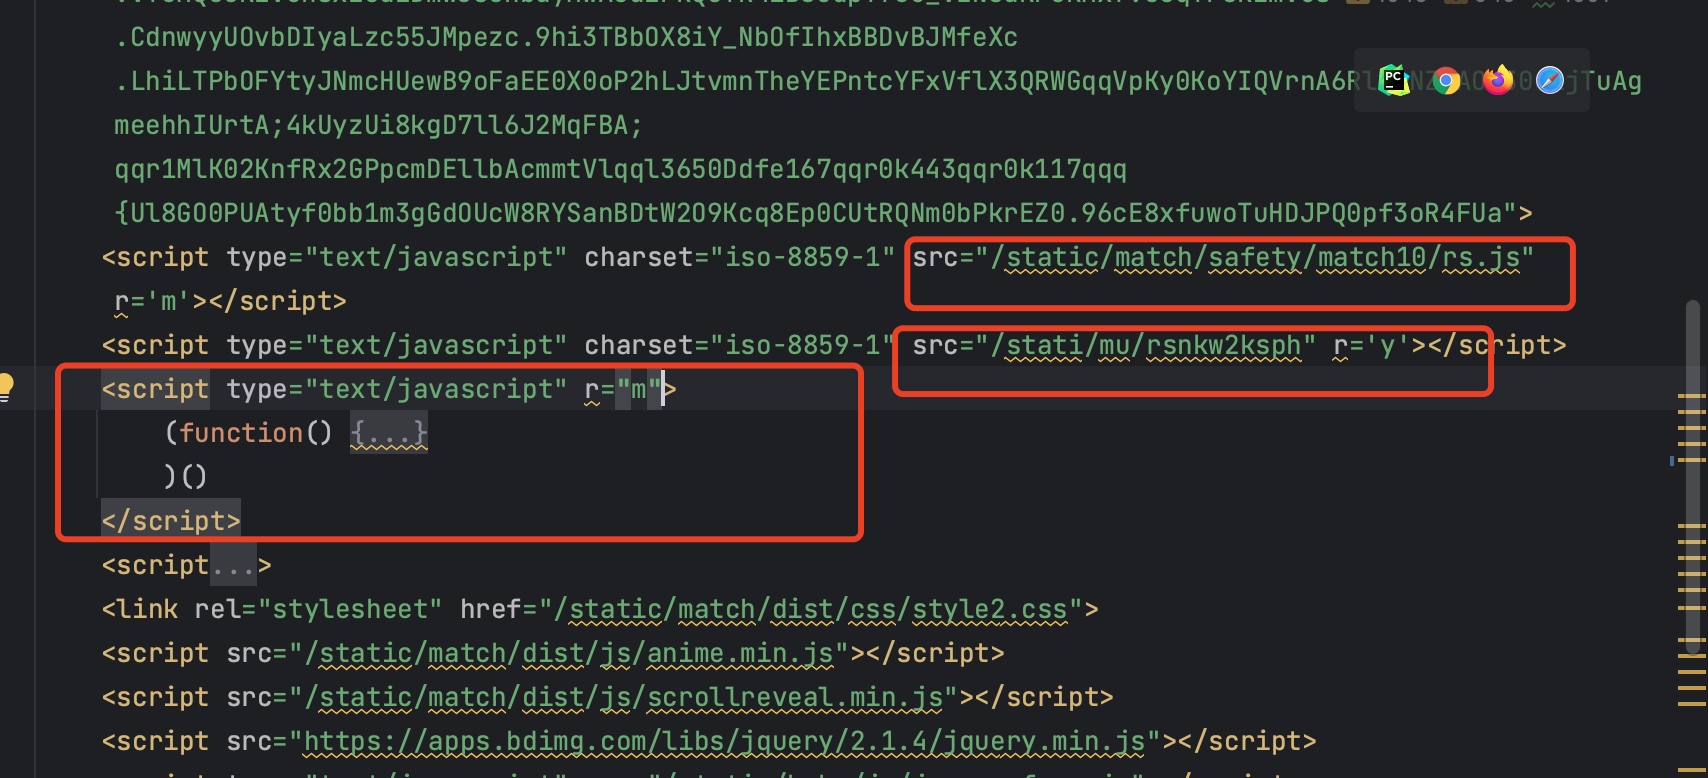 .CdnwyyUOvbDIyaLzc55JMpezc.9hi3TBbOX8iY_NbOfIhxBBDvBJMfeXc
.LhiLTPbOFYtyJNmcHUewB9oFaEE0X0oP2hLJtvmnTheYEPntcYFxVflX3QRWGqqVpKy0KoYIQVrnA6R
meehhIUrtA;4kUyzUi8kgD7ll6J2MqFBA;
qqr1MlK02KnfRx2GPpcmDEllbAcmmtVlqql3650Ddfe167qqr0k443qqr0k117qqq
{Ul8GO0PUAtyf0bb1m3gGdOUcW8RYSanBDtW2O9Kcq8Ep0CUtRQNm0bPkrEZ0.96cE8xfuwoTuHDJPQ0pf3oR4FUa">
<script type="text/javascript" charset="iso-8859-1" src="/static/match/safety/match10/rs.js"
r='m'></script>
<script type="text/javascript" charset="iso-8859-1" src="/stati/mu/rsnkw2ksph" r='y'></script>
<script type="text/javascript" r="m">
(function() {...}
)()
</script>
<script...>
<link rel="stylesheet" href="/static/match/dist/css/style2.css">
<script src="/static/match/dist/js/anime.min.js"></script>
<script src="/static/match/dist/js/scrollreveal.min.js"></script>
<script src="https://apps.bdimg.com/libs/jquery/2.1.4/jquery.min.js"></script>